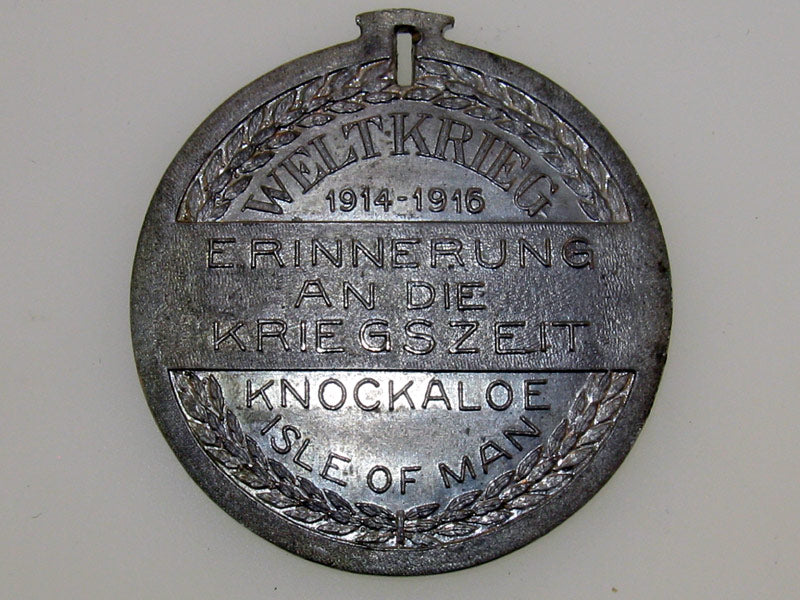 WELTKRIEG
1914-1916
ERINNERUNG
AN DIE
KRIEGSZEIT
KNOCKALOE
ISLE OF MAN